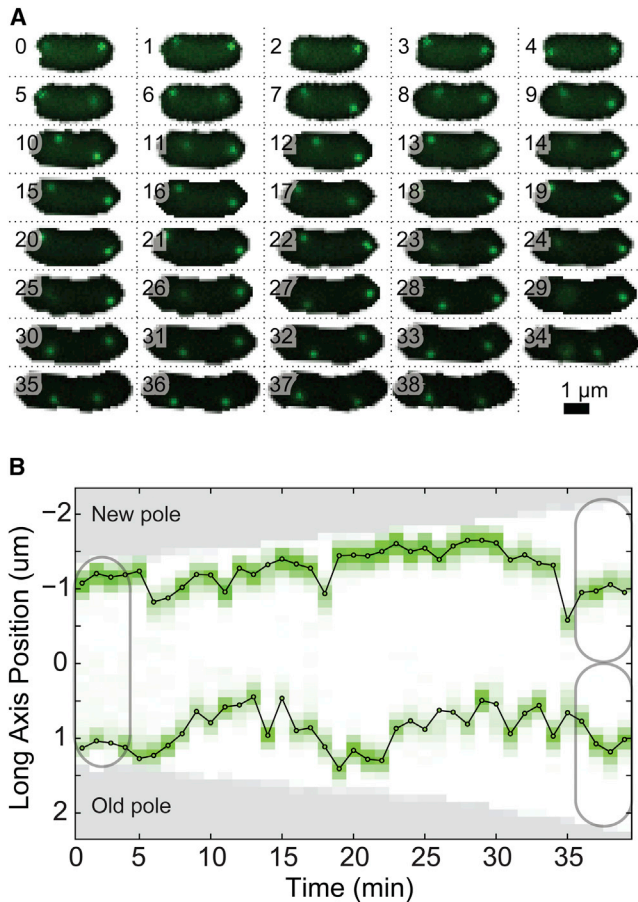 A
0 1 2 3 4
5 6 7 8 9
10 11 12 13 14
15 16 17 18 19
20 21 22 23 24
25 26 27 28 29
30 31 32 33 34
35 36 37 38
1 μm
B
Long Axis Position (um)
−2
−1
0
1
2
New pole
Old pole
0 5 10 15 20 25 30 35
Time (min)